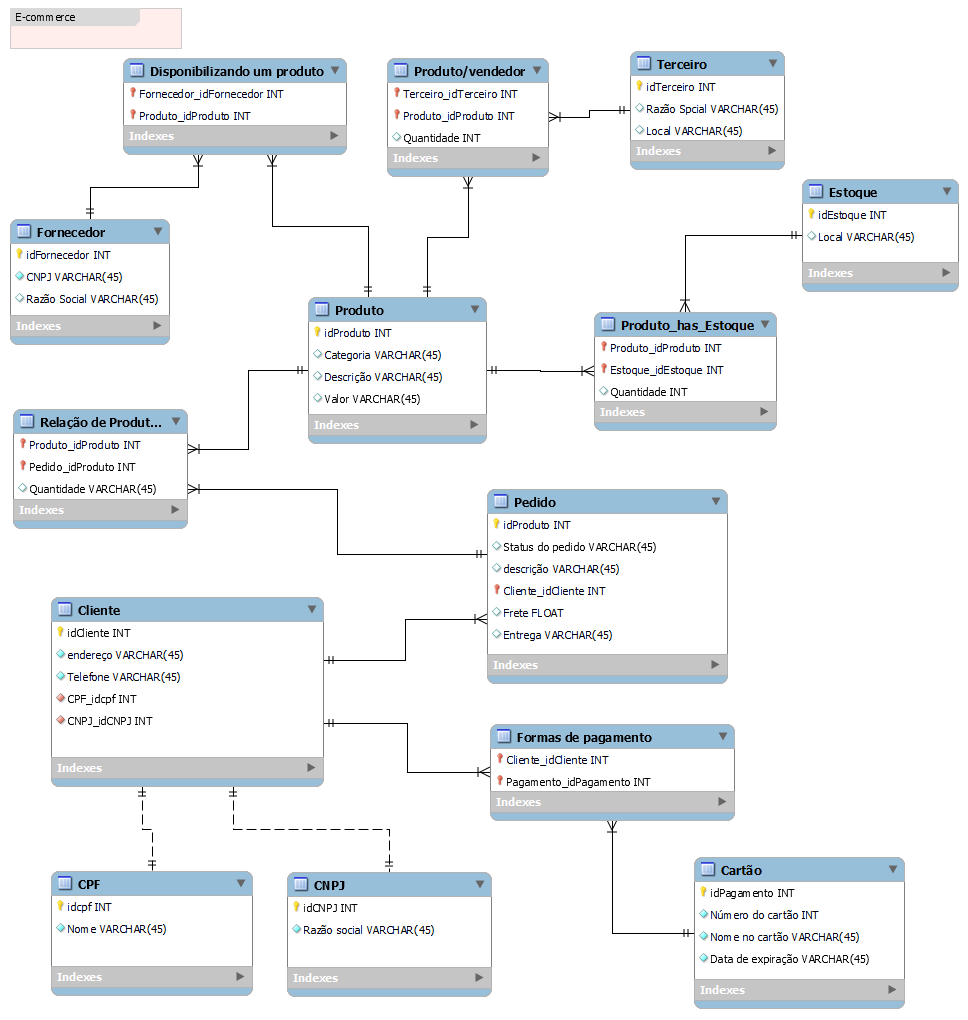 E-commerce
Disponibilizando um produto
Fornecedor_idFornecedor INT
Produto_idProduto INT
Indexes
Produto/vendedor
Terceiro_idTerceiro INT
Produto_idProduto INT
Quantidade INT
Indexes
Terceiro
idTerceiro INT
Razão Spcial VARCHAR(45)
Local VARCHAR(45)
Indexes
Estoque
idEstoque INT
Local VARCHAR(45)
Indexes
Fornecedor
idFornecedor INT
CNPJ VARCHAR(45)
Razão Social VARCHAR(45)
Indexes
Produto
idProduto INT
Categoria VARCHAR(45)
Descrição VARCHAR(45)
Valor VARCHAR(45)
Indexes
Produto_has_Estoque
Produto_idProduto INT
Estoque_idEstoque INT
Quantidade INT
Indexes
Relação de Produt...
Produto_idProduto INT
Pedido_idProduto INT
Quantidade VARCHAR(45)
Indexes
Pedido
idProduto INT
Status do pedido VARCHAR(45)
descrição VARCHAR(45)
Cliente_idCliente INT
Frete FLOAT
Entrega VARCHAR(45)
Indexes
Cliente
idCliente INT
endereço VARCHAR(45)
Telefone VARCHAR(45)
CPF_idcpf INT
CNPJ_idCNPJ INT
Indexes
Formas de pagamento
Cliente_idCliente INT
Pagamento_idPagamento INT
Indexes
CPF
idcpf INT
Nome VARCHAR(45)
Indexes
CNPJ
idCNPJ INT
Razão social VARCHAR(45)
Indexes
Cartão
idPagamento INT
Número do cartão INT
Nome no cartão VARCHAR(45)
Data de expiração VARCHAR(45)
Indexes